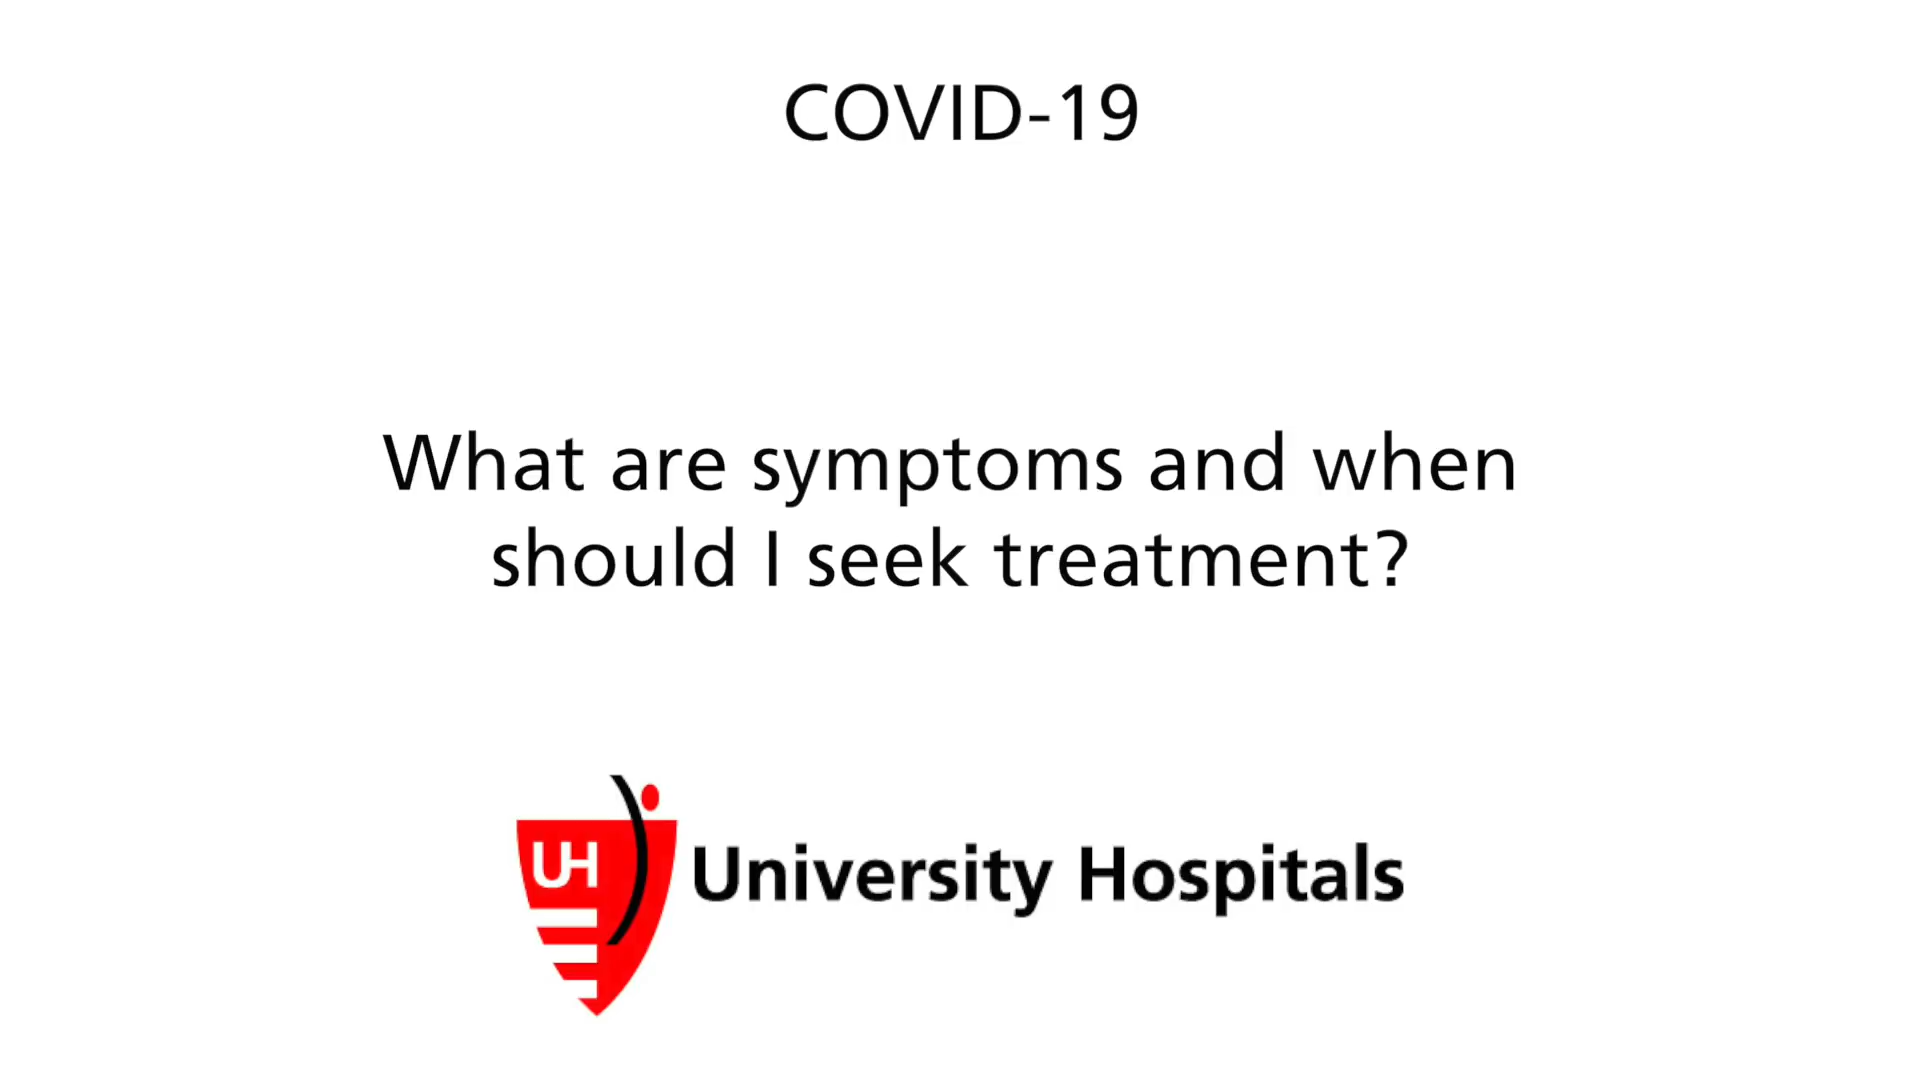 COVID-19
What are symptoms and when
should I seek treatment?
UH
University Hospitals